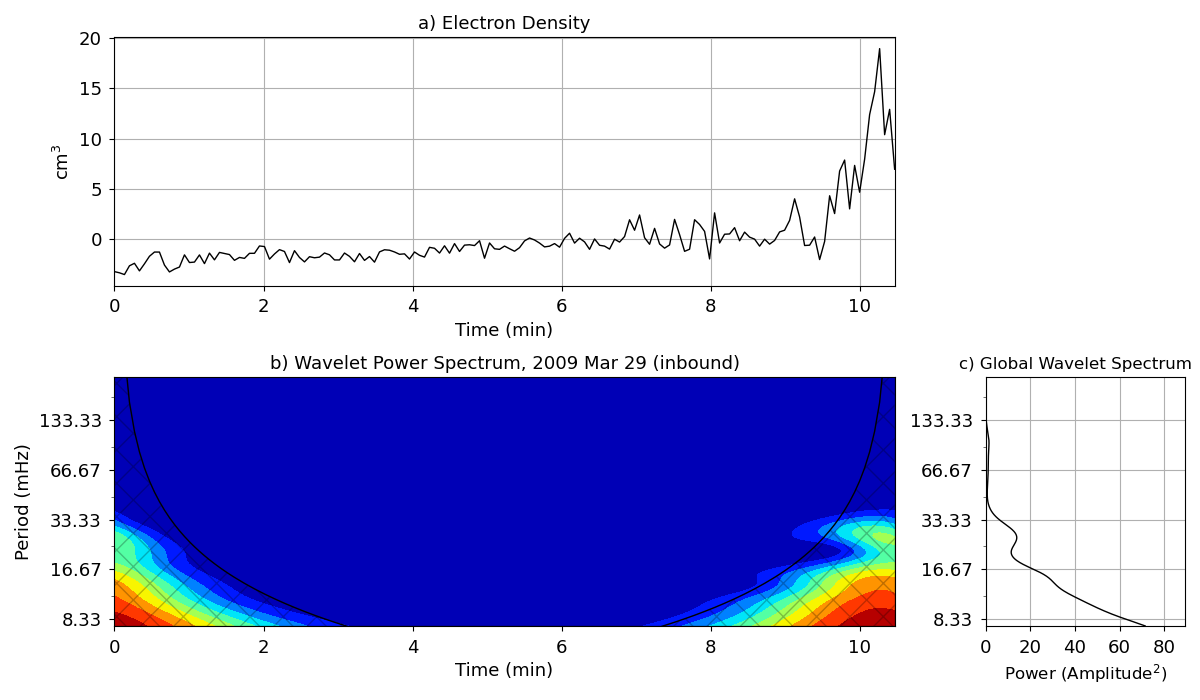 a) Electron Density
20
15
10
5
0
cm³
0 2 4 6 8 10
Time (min)
b) Wavelet Power Spectrum, 2009 Mar 29 (inbound)
133.33
66.67
33.33
16.67
8.33
Period (mHz)
0 2 4 6 8 10
Time (min)
c) Global Wavelet Spectrum
133.33
66.67
33.33
16.67
8.33
0 20 40 60 80
Power (Amplitude²)